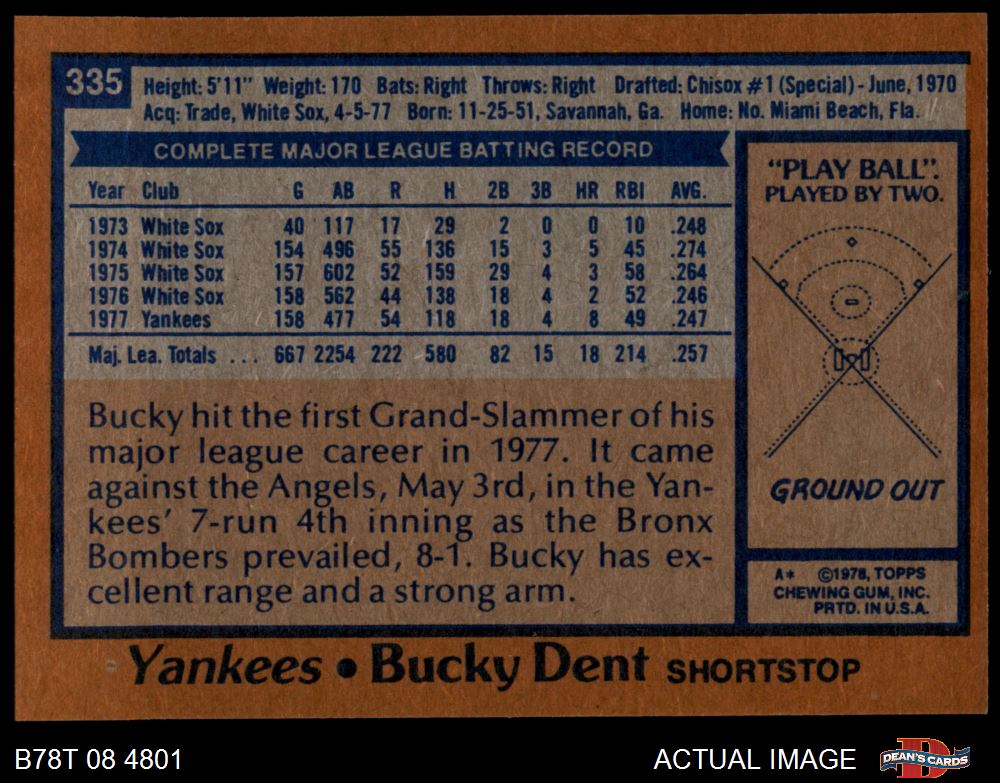 335
Height: 5'11" Weight: 170 Bats: Right Throws: Right Drafted: Chisox #1 (Special) - June, 1970
Acq: Trade, White Sox, 4-5-77 Born: 11-25-51, Savannah, Ga. Home: No. Miami Beach, Fla.
COMPLETE MAJOR LEAGUE BATTING RECORD
Year Club G AB R H 2B 3B HR RBI AVG.
1973 White Sox 40 117 17 29 2 0 0 10 .248
1974 White Sox 154 496 55 136 15 3 5 45 .274
1975 White Sox 157 602 52 159 29 4 3 58 .264
1976 White Sox 158 562 44 138 18 4 2 52 .246
1977 Yankees 158 477 54 118 18 4 8 49 .247
Maj. Lea. Totals ... 667 2254 222 580 82 15 18 214 .257
Bucky hit the first Grand-Slammer of his
major league career in 1977. It came
against the Angels, May 3rd, in the Yan-
kees' 7-run 4th inning as the Bronx
Bombers prevailed, 8-1. Bucky has ex-
cellent range and a strong arm.
"PLAY BALL":
PLAYED BY TWO.
GROUND OUT
A* ©1978, TOPPS
CHEWING GUM, INC.
PRTD. IN U.S.A.
Yankees • Bucky Dent SHORTSTOP
B78T 08 4801
ACTUAL IMAGE
D
DEAN'S CARDS